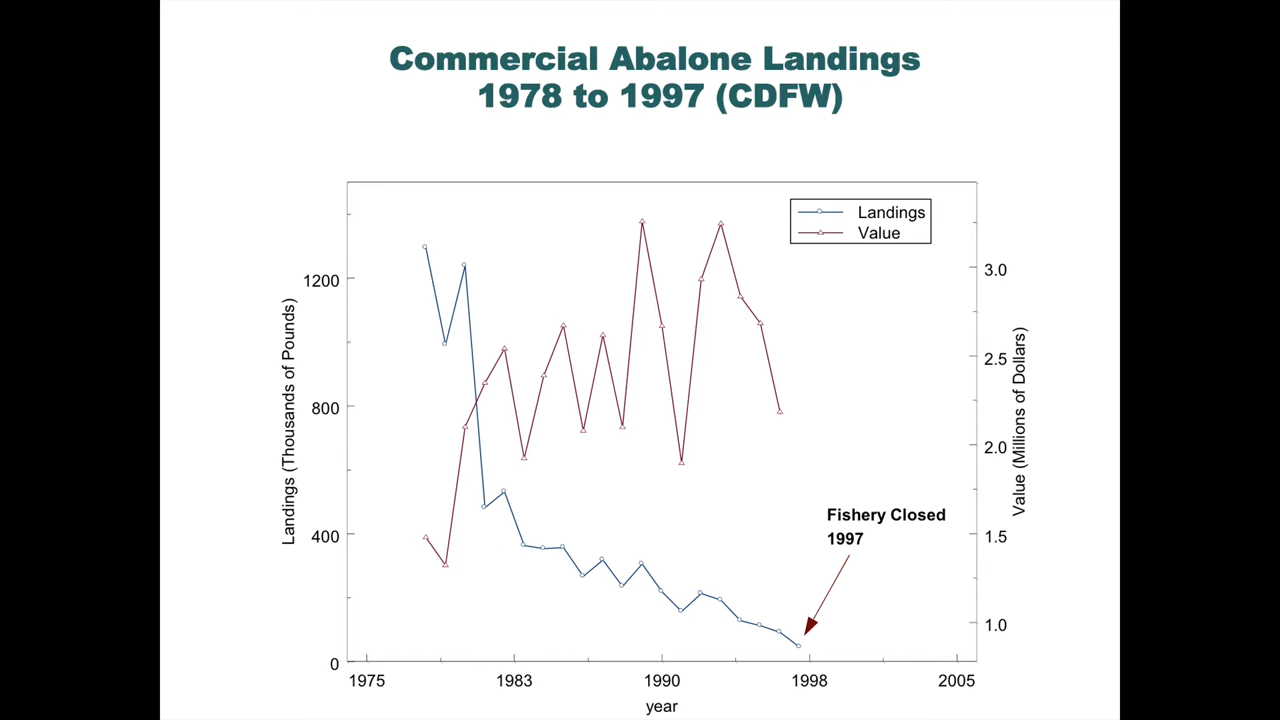 Commercial Abalone Landings
1978 to 1997 (CDFW)
Landings
Value
1200
800
400
0
Landings (Thousands of Pounds)
3.0
2.5
2.0
1.5
1.0
Value (Millions of Dollars)
Fishery Closed
1997
1975 1983 1990 1998 2005
year